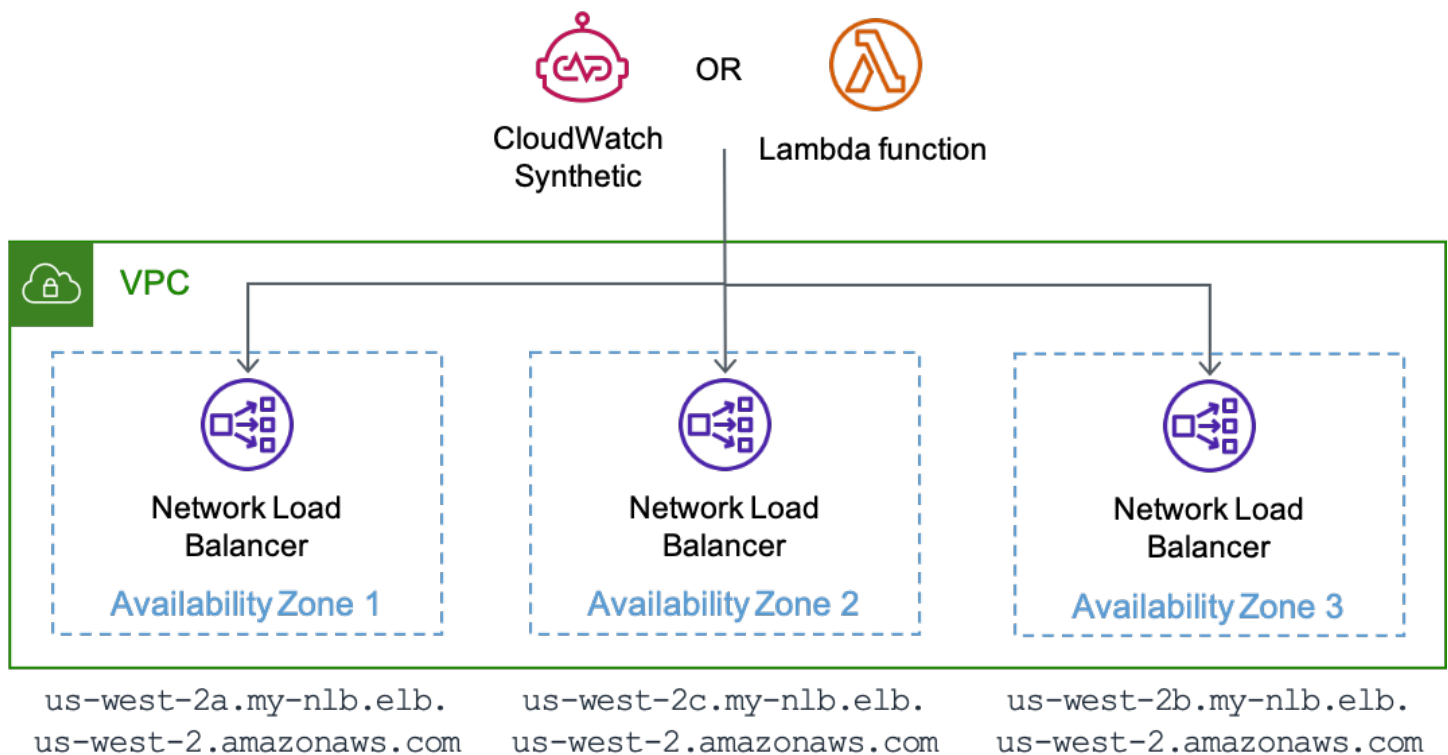 OR
CloudWatch
Synthetic
Lambda function
VPC
Network Load
Balancer
Availability Zone 1
Network Load
Balancer
Availability Zone 2
Network Load
Balancer
Availability Zone 3
us-west-2a.my-nlb.elb.
us-west-2.amazonaws.com
us-west-2c.my-nlb.elb.
us-west-2.amazonaws.com
us-west-2b.my-nlb.elb.
us-west-2.amazonaws.com